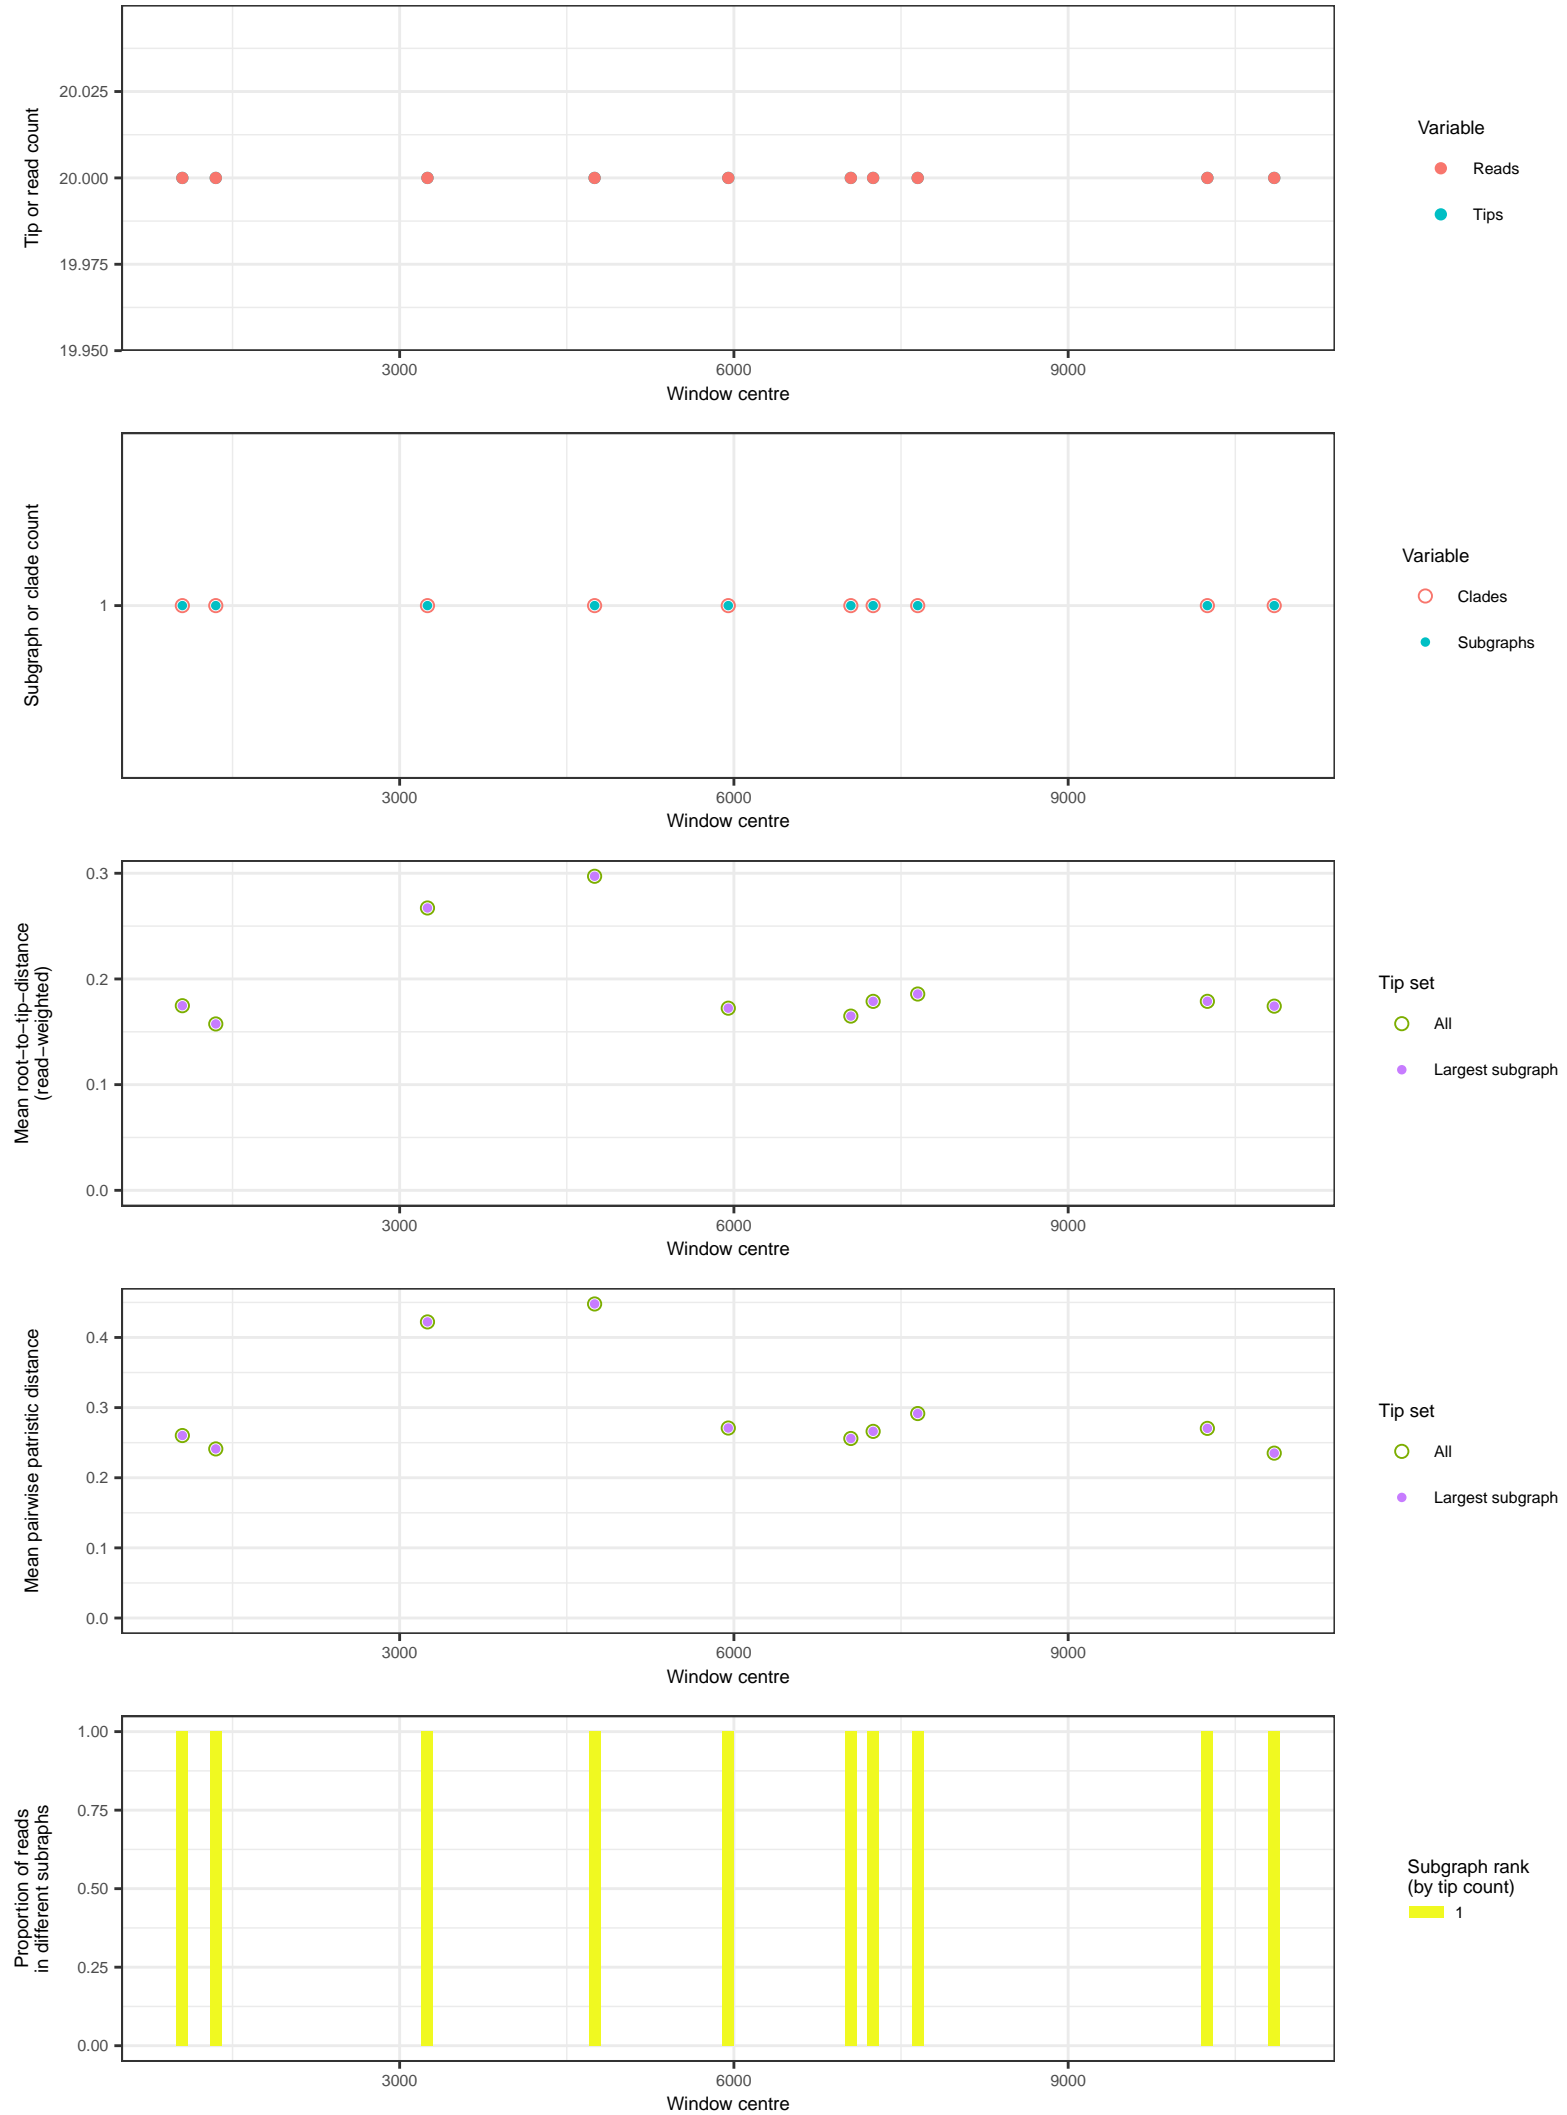 Tip or read count
20.025
20.000
19.975
19.950
3000
6000
9000
Window centre
Variable
Reads
Tips
Subgraph or clade count
1
3000
6000
9000
Window centre
Variable
Clades
Subgraphs
Mean root−to−tip−distance
(read−weighted)
0.3
0.2
0.1
0.0
3000
6000
9000
Window centre
Tip set
All
Largest subgraph
Mean pairwise patristic distance
0.4
0.3
0.2
0.1
0.0
3000
6000
9000
Window centre
Tip set
All
Largest subgraph
Proportion of reads
in different subraphs
1.00
0.75
0.50
0.25
0.00
3000
6000
9000
Window centre
Subgraph rank
(by tip count)
1